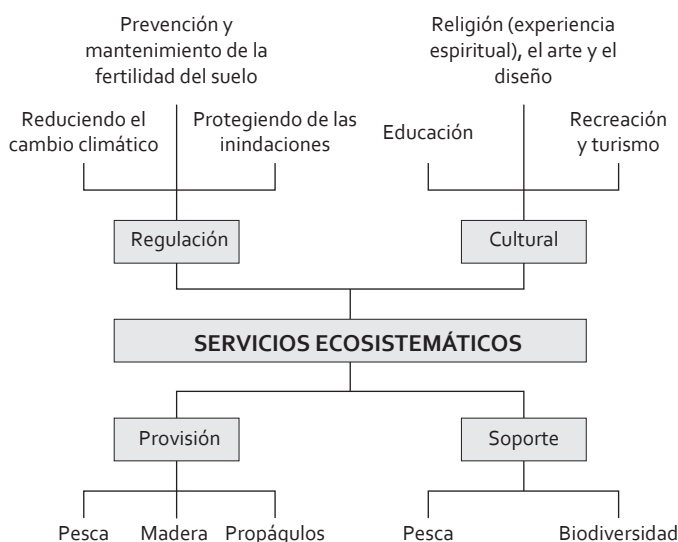 Prevención y
mantenimiento de la
fertilidad del suelo
Religión (experiencia
espiritual), el arte y el
diseño
Reduciendo el
cambio climático
Protegiendo de las
inindaciones
Educación
Recreación
y turismo
Regulación
Cultural
SERVICIOS ECOSISTEMÁTICOS
Provisión
Soporte
Pesca
Madera
Propágulos
Pesca
Biodiversidad